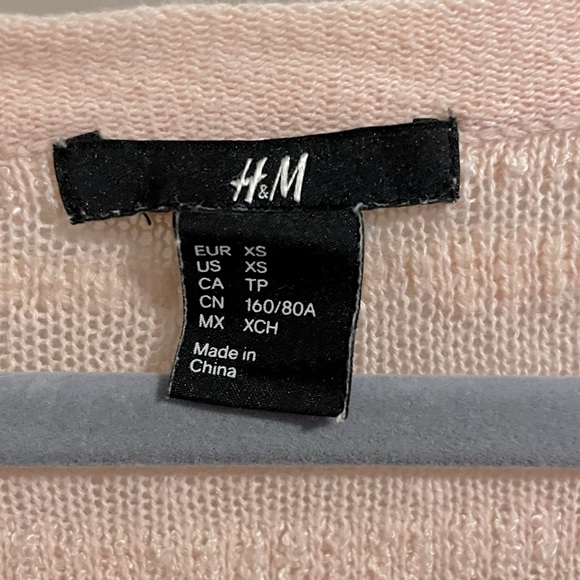 H&M
EUR XS
US XS
CA TP
CN 160/80A
MX XCH
Made in
China